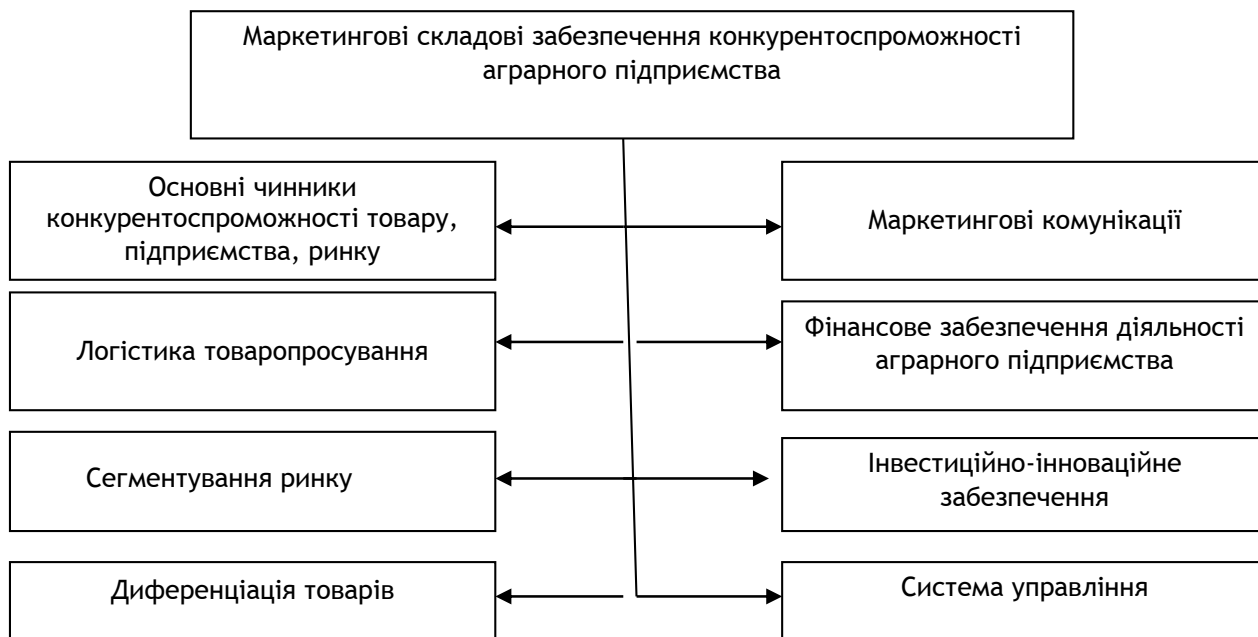 Маркетингові складові забезпечення конкурентоспроможності
аграрного підприємства
Основні чинники
конкурентоспроможності товару,
підприємства, ринку
Маркетингові комунікації
Логістика товаропросування
Фінансове забезпечення діяльності
аграрного підприємства
Сегментування ринку
Інвестиційно-інноваційне
забезпечення
Диференціація товарів
Система управління